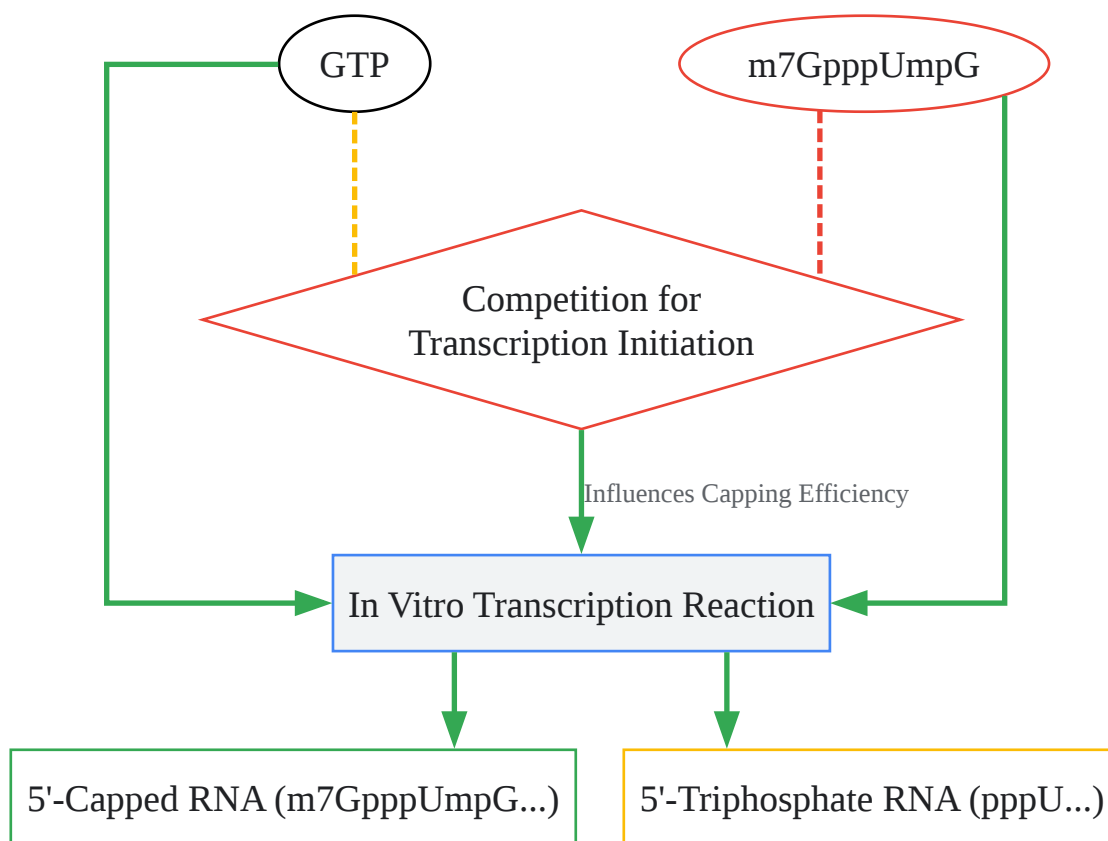 GTP
m7GpppUmpG
Competition for
Transcription Initiation
Influences Capping Efficiency
In Vitro Transcription Reaction
5'-Capped RNA (m7GpppUmpG...)
5'-Triphosphate RNA (pppU...)